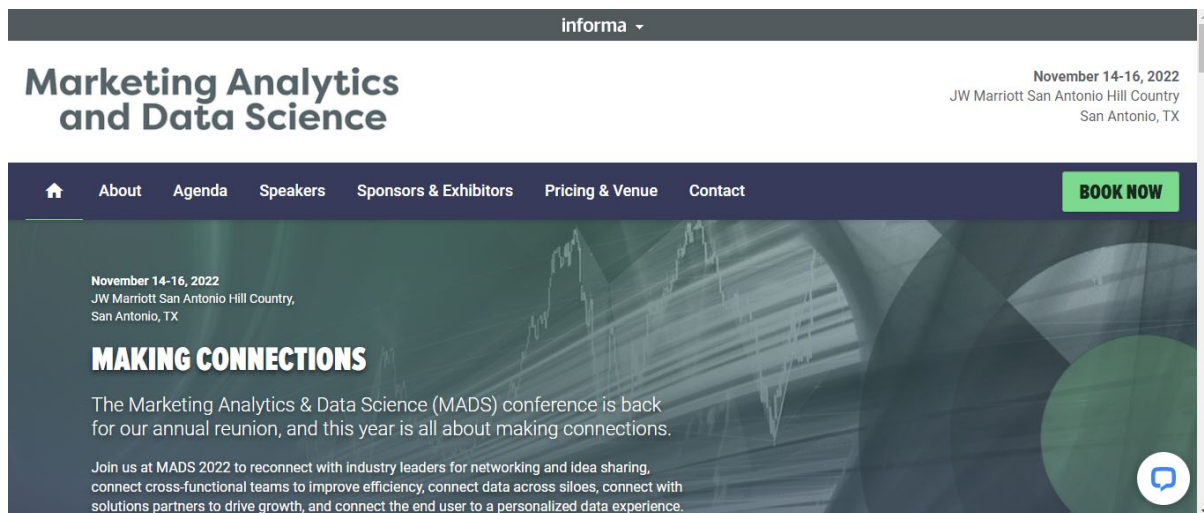 informa
Marketing Analytics
and Data Science
November 14-16, 2022
JW Marriott San Antonio Hill Country
San Antonio, TX
About Agenda Speakers Sponsors & Exhibitors Pricing & Venue Contact BOOK NOW
November 14-16, 2022
JW Marriott San Antonio Hill Country,
San Antonio, TX
MAKING CONNECTIONS
The Marketing Analytics & Data Science (MADS) conference is back
for our annual reunion, and this year is all about making connections.
Join us at MADS 2022 to reconnect with industry leaders for networking and idea sharing,
connect cross-functional teams to improve efficiency, connect data across siloes, connect with
solutions partners to drive growth, and connect the end user to a personalized data experience.